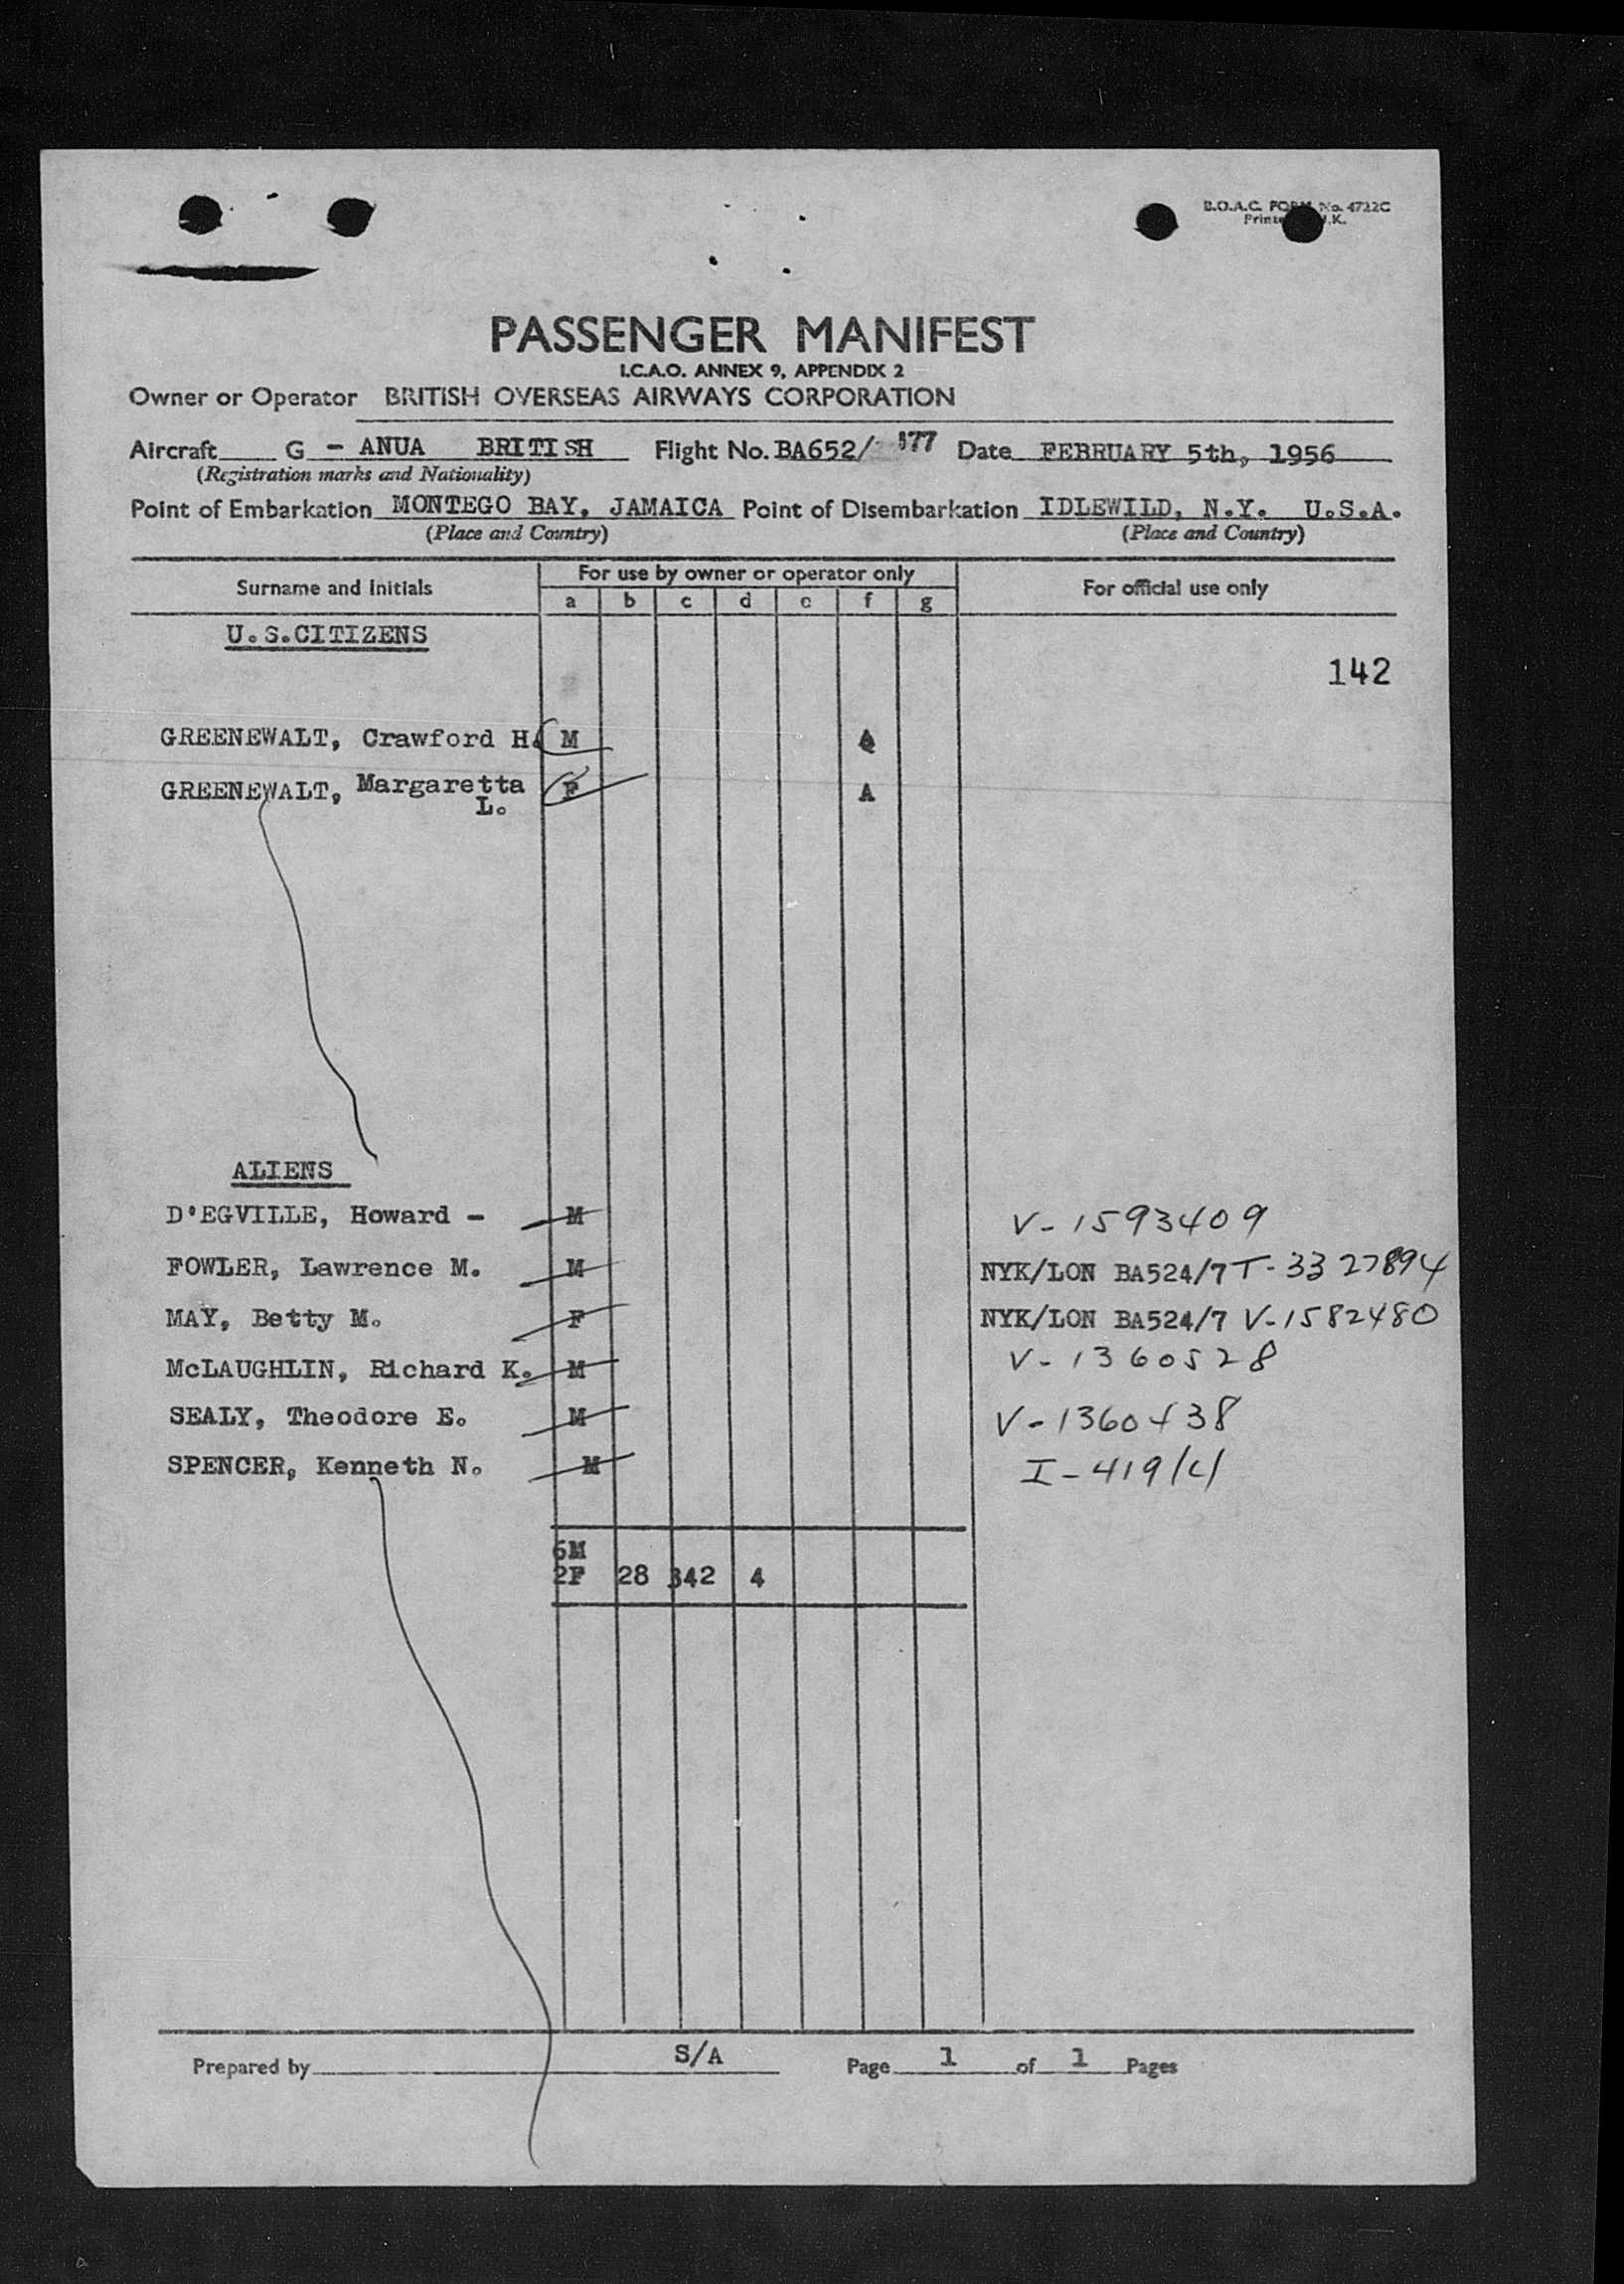 B.O.A.C. FORM No. 4722C
Printed U.K.
PASSENGER MANIFEST
I.C.A.O. ANNEX 9, APPENDIX 2
Owner or Operator BRITISH OVERSEAS AIRWAYS CORPORATION
Aircraft G - ANUA BRITISH Flight No. BA652/ 377 Date FEBRUARY 5th, 1956
(Registration marks and Nationality)
Point of Embarkation MONTEGO BAY, JAMAICA Point of Disembarkation IDLEWILD, N.Y. U.S.A.
(Place and Country) (Place and Country)
Surname and Initials For use by owner or operator only For official use only
a b c d e f g
U.S.CITIZENS
142
GREENEWALT, Crawford H. M A
GREENEWALT, Margaretta L. F A
ALIENS
D'EGVILLE, Howard - M V-1593409
FOWLER, Lawrence M. M NYK/LON BA524/7 T-3327894
MAY, Betty M. F NYK/LON BA524/7 V-1582480
McLAUGHLIN, Richard K. M V-1360528
SEALY, Theodore E. M V-1360438
SPENCER, Kenneth N. M
6M
2F 28 342 4
Prepared by S/A Page 1 of 1 Pages